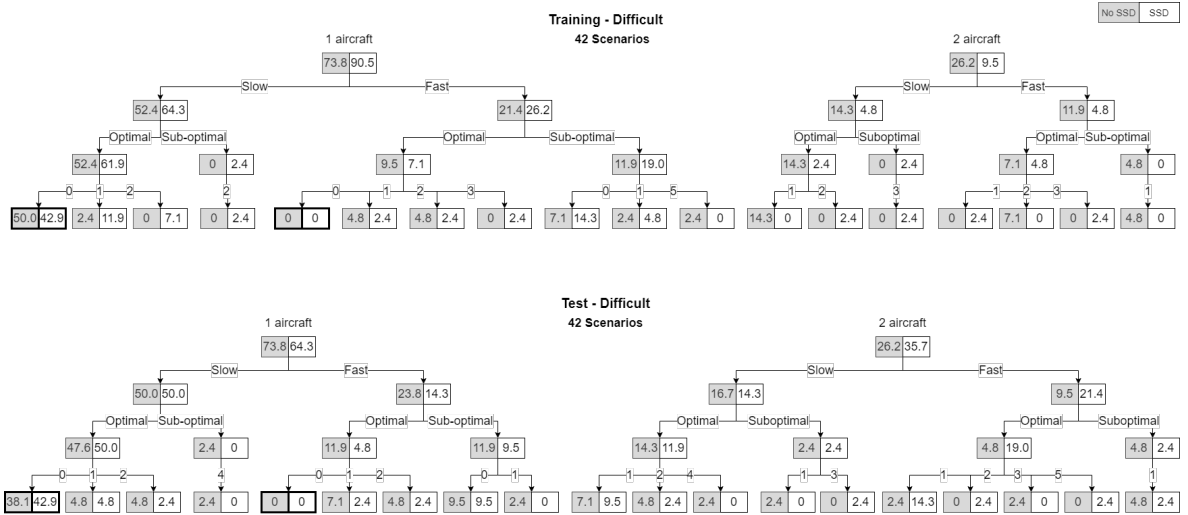 Training - Difficult
No SSD SSD
1 aircraft 42 Scenarios 2 aircraft
73.8 90.5 26.2 9.5
Slow Fast Slow Fast
52.4 64.3 21.4 26.2 14.3 4.8 11.9 4.8
Optimal Sub-optimal Optimal Sub-optimal Optimal Suboptimal Optimal Sub-optimal
52.4 61.9 0 2.4 9.5 7.1 11.9 19.0 14.3 2.4 0 2.4 7.1 4.8 4.8 0
0 1 2 2 0 1 2 3 0 1 5 1 2 3 1 2 3 1
50.0 42.9 2.4 11.9 0 7.1 0 2.4 0 0 4.8 2.4 4.8 2.4 0 2.4 7.1 14.3 2.4 4.8 2.4 0 14.3 0 0 2.4 0 2.4 0 2.4 7.1 0 0 2.4 4.8 0
Test - Difficult
1 aircraft 42 Scenarios 2 aircraft
73.8 64.3 26.2 35.7
Slow Fast Slow Fast
50.0 50.0 23.8 14.3 16.7 14.3 9.5 21.4
Optimal Sub-optimal Optimal Sub-optimal Optimal Suboptimal Optimal Suboptimal
47.6 50.0 2.4 0 11.9 4.8 11.9 9.5 14.3 11.9 2.4 2.4 4.8 19.0 4.8 2.4
0 1 2 4 0 1 2 0 1 1 2 4 1 3 1 2 3 5 1
38.1 42.9 4.8 4.8 4.8 2.4 2.4 0 0 0 7.1 2.4 4.8 2.4 9.5 9.5 2.4 0 7.1 9.5 4.8 2.4 2.4 0 2.4 0 0 2.4 2.4 14.3 0 2.4 2.4 0 0 2.4 4.8 2.4